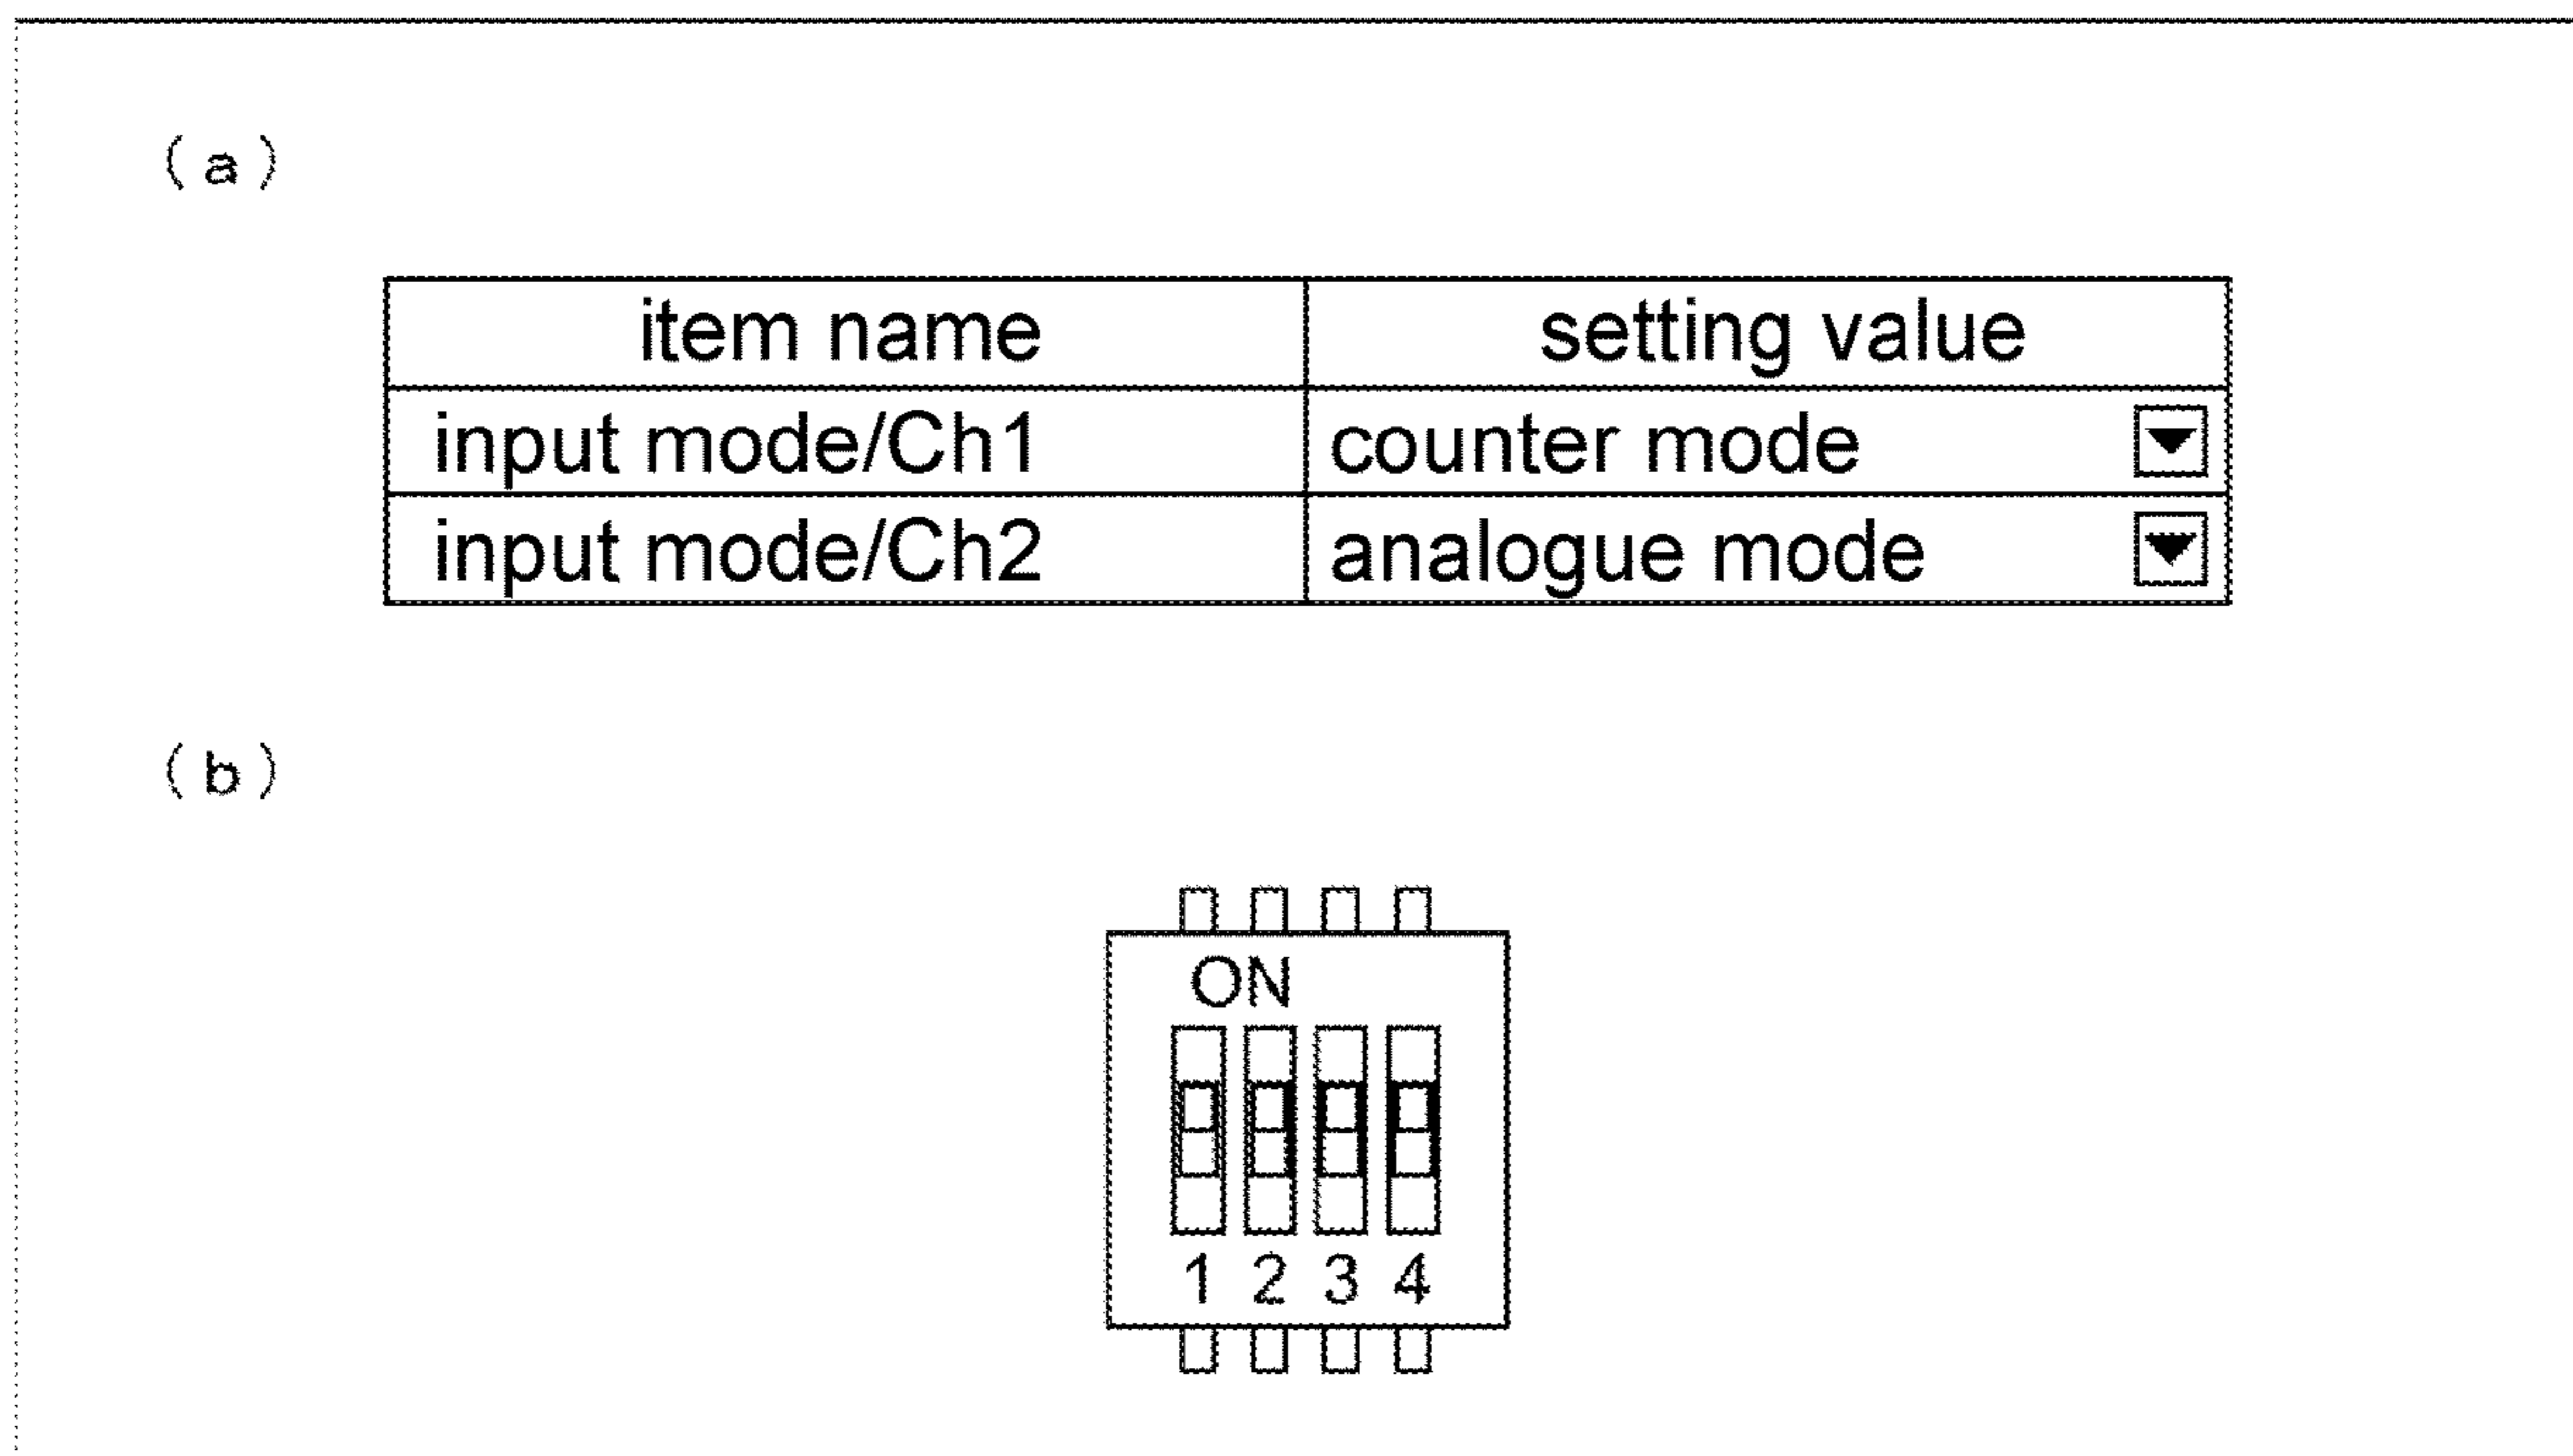 (a)
item name setting value
input mode/Ch1 counter mode
input mode/Ch2 analogue mode
(b)
ON
1 2 3 4